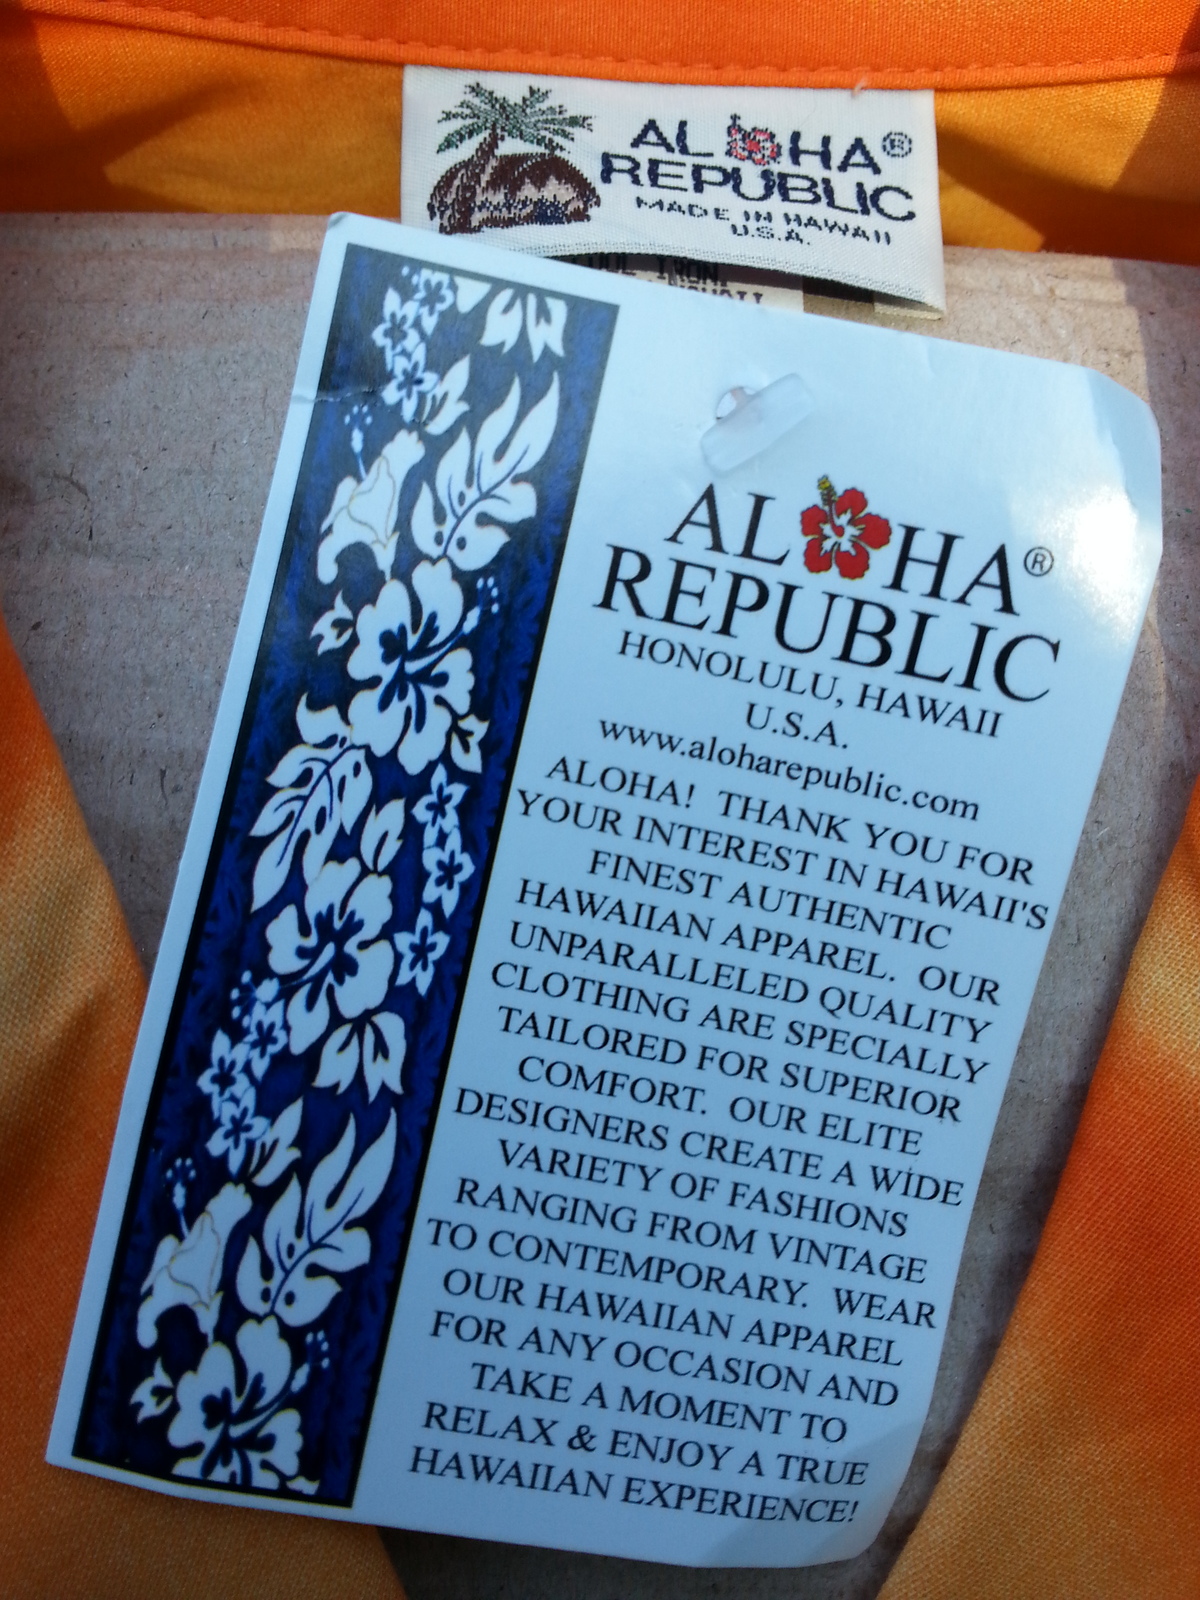 ALOHA®
REPUBLIC
MADE IN HAWAII
U.S.A.
IRON
ALOHA®
REPUBLIC
HONOLULU, HAWAII
U.S.A.
www.aloharepublic.com
ALOHA! THANK YOU FOR
YOUR INTEREST IN HAWAII'S
FINEST AUTHENTIC
HAWAIIAN APPAREL. OUR
UNPARALLELED QUALITY
CLOTHING ARE SPECIALLY
TAILORED FOR SUPERIOR
COMFORT. OUR ELITE
DESIGNERS CREATE A WIDE
VARIETY OF FASHIONS
RANGING FROM VINTAGE
TO CONTEMPORARY. WEAR
OUR HAWAIIAN APPAREL
FOR ANY OCCASION AND
TAKE A MOMENT TO
RELAX & ENJOY A TRUE
HAWAIIAN EXPERIENCE!